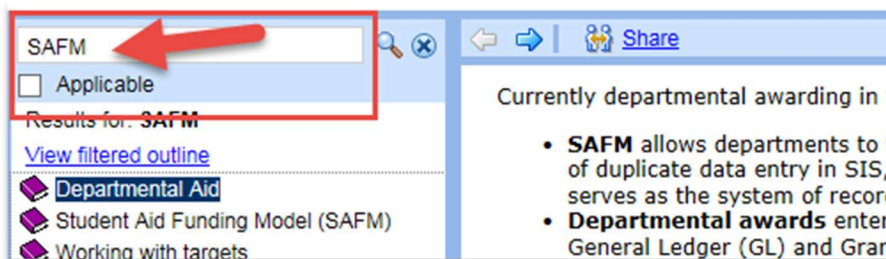 SAFM
Applicable
Results for: SAFM
View filtered outline
Departmental Aid
Student Aid Funding Model (SAFM)
Working with targets
Share
Currently departmental awarding in
• SAFM allows departments to
of duplicate data entry in SIS,
serves as the system of record
• Departmental awards enter
General Ledger (GL) and Gran